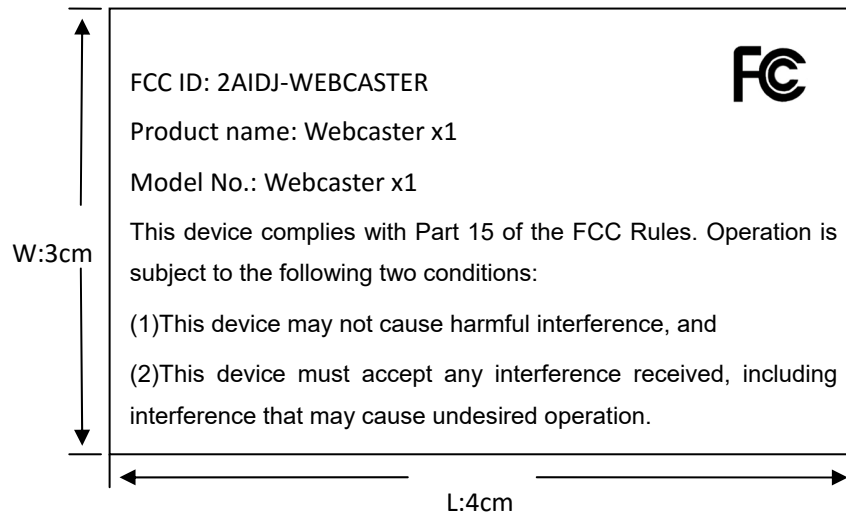 FCC ID: 2AIDJ-WEBCASTER
FC
Product name: Webcaster x1
Model No.: Webcaster x1
This device complies with Part 15 of the FCC Rules. Operation is
subject to the following two conditions:
(1)This device may not cause harmful interference, and
(2)This device must accept any interference received, including
interference that may cause undesired operation.
W:3cm
L:4cm